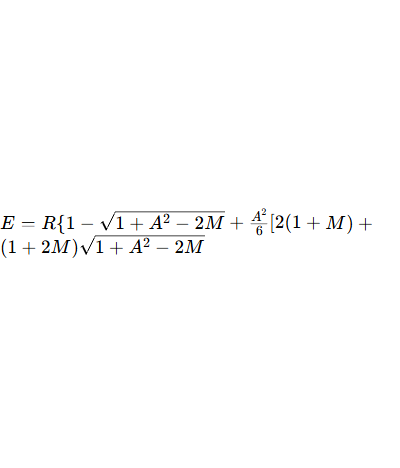 E = R{1 − √(1 + A² − 2M) + A²/6 [2(1 + M) +
(1 + 2M)√(1 + A² − 2M)